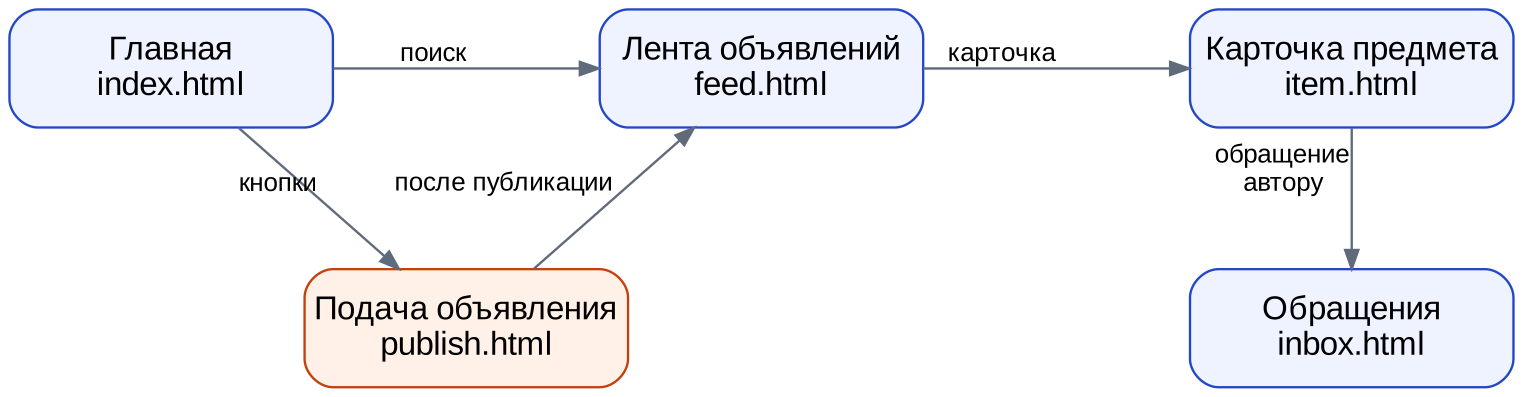 Главная
index.html
поиск
Лента объявлений
feed.html
карточка
Карточка предмета
item.html
кнопки
после публикации
обращение
автору
Подача объявления
publish.html
Обращения
inbox.html